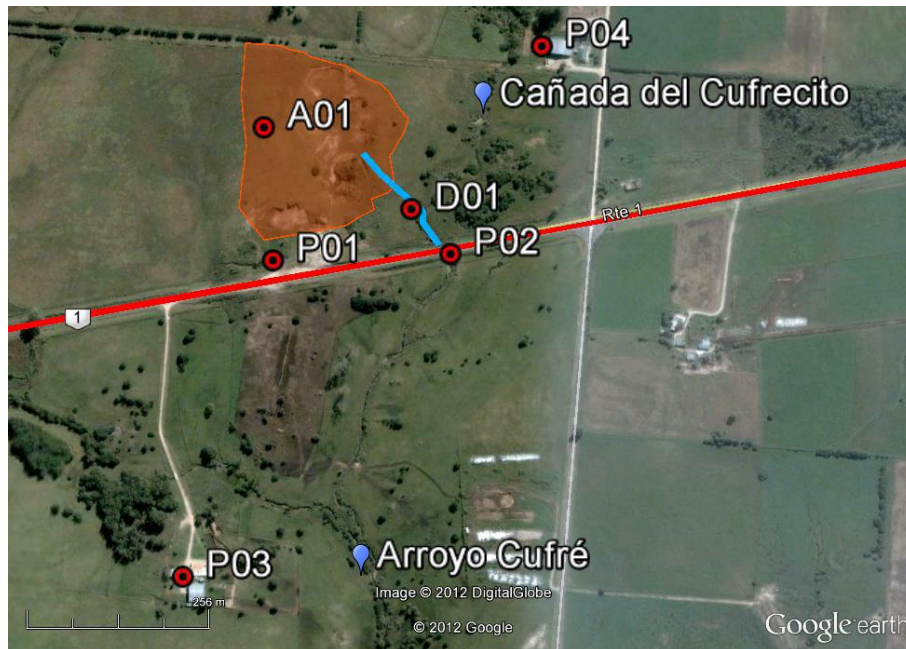 P04
Cañada del Cufrecito
A01
D01
Rte 1
P01
P02
1
Arroyo Cufré
P03
Image © 2012 DigitalGlobe
256 m
© 2012 Google
Google earth